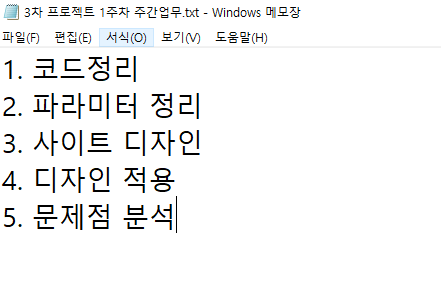 3차 프로젝트 1주차 주간업무.txt - Windows 메모장
파일(F) 편집(E) 서식(O) 보기(V) 도움말(H)
1. 코드정리
2. 파라미터 정리
3. 사이트 디자인
4. 디자인 적용
5. 문제점 분석